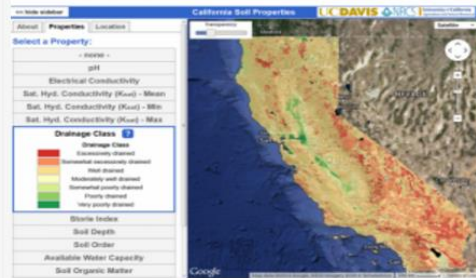 << hide sidebar
California Soil Properties
UCDAVIS
NRCS
About Properties Location
Select a Property:
- none -
pH
Electrical Conductivity
Sat. Hyd. Conductivity (Ksat) - Mean
Sat. Hyd. Conductivity (Ksat) - Min
Sat. Hyd. Conductivity (Ksat) - Max
Drainage Class ?
Drainage Class
Excessively drained
Somewhat excessively drained
Well drained
Moderately well drained
Somewhat poorly drained
Poorly drained
Very poorly drained
Storie Index
Soil Depth
Soil Order
Available Water Capacity
Soil Organic Matter
Transparency
Satellite
NEVADA
Google